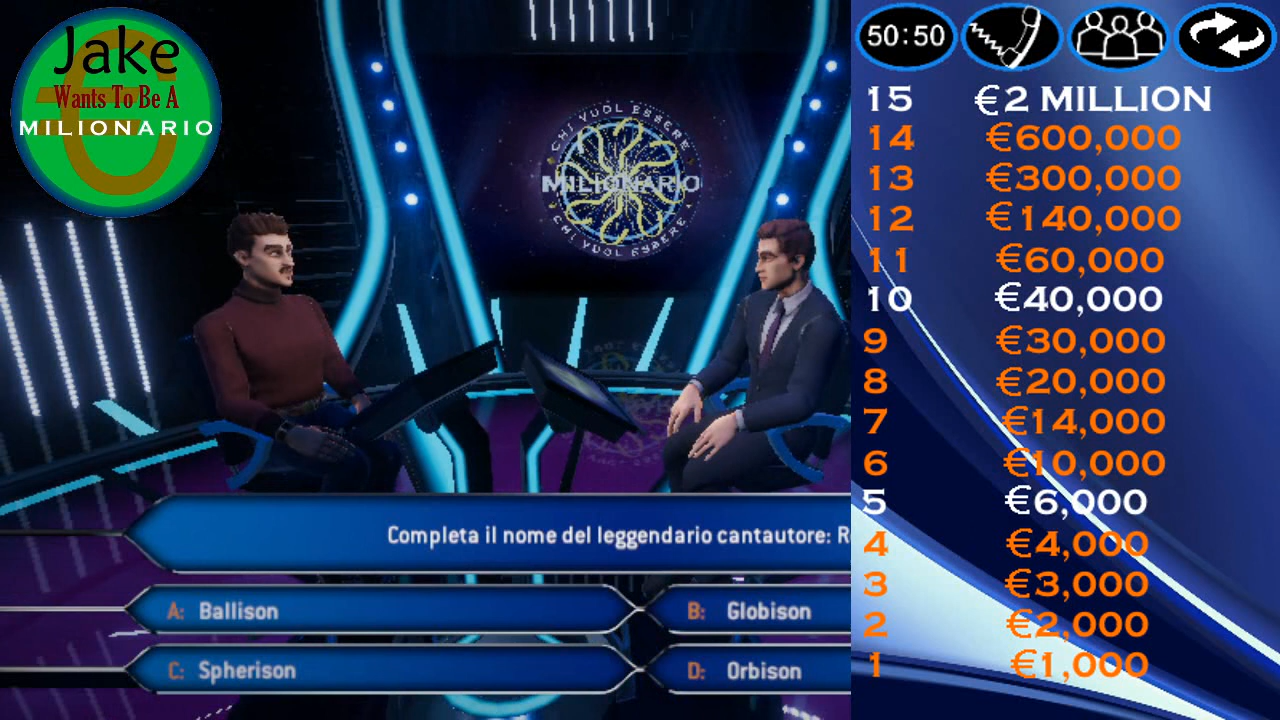 Jake
Wants To Be A
MILIONARIO
CHI VUOL ESSERE
MILIONARIO
CHI VUOL ESSERE
Completa il nome del leggendario cantautore: R
A: Ballison
B: Globison
C: Spherison
D: Orbison
50:50
15 €2 MILLION
14 €600,000
13 €300,000
12 €140,000
11 €60,000
10 €40,000
9 €30,000
8 €20,000
7 €14,000
6 €10,000
5 €6,000
4 €4,000
3 €3,000
2 €2,000
1 €1,000